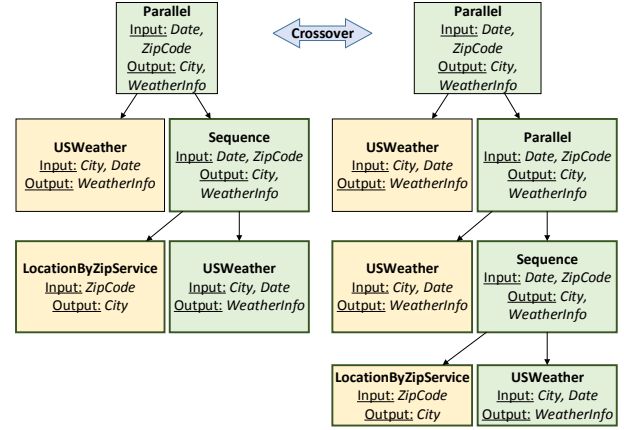 Parallel
Input: Date,
ZipCode
Output: City,
WeatherInfo
Crossover
Parallel
Input: Date,
ZipCode
Output: City,
WeatherInfo
USWeather
Input: City, Date
Output: WeatherInfo
Sequence
Input: Date, ZipCode
Output: City,
WeatherInfo
USWeather
Input: City, Date
Output: WeatherInfo
Parallel
Input: Date, ZipCode
Output: City,
WeatherInfo
LocationByZipService
Input: ZipCode
Output: City
USWeather
Input: City, Date
Output: WeatherInfo
USWeather
Input: City, Date
Output: WeatherInfo
Sequence
Input: Date, ZipCode
Output: City,
WeatherInfo
LocationByZipService
Input: ZipCode
Output: City
USWeather
Input: City, Date
Output: WeatherInfo